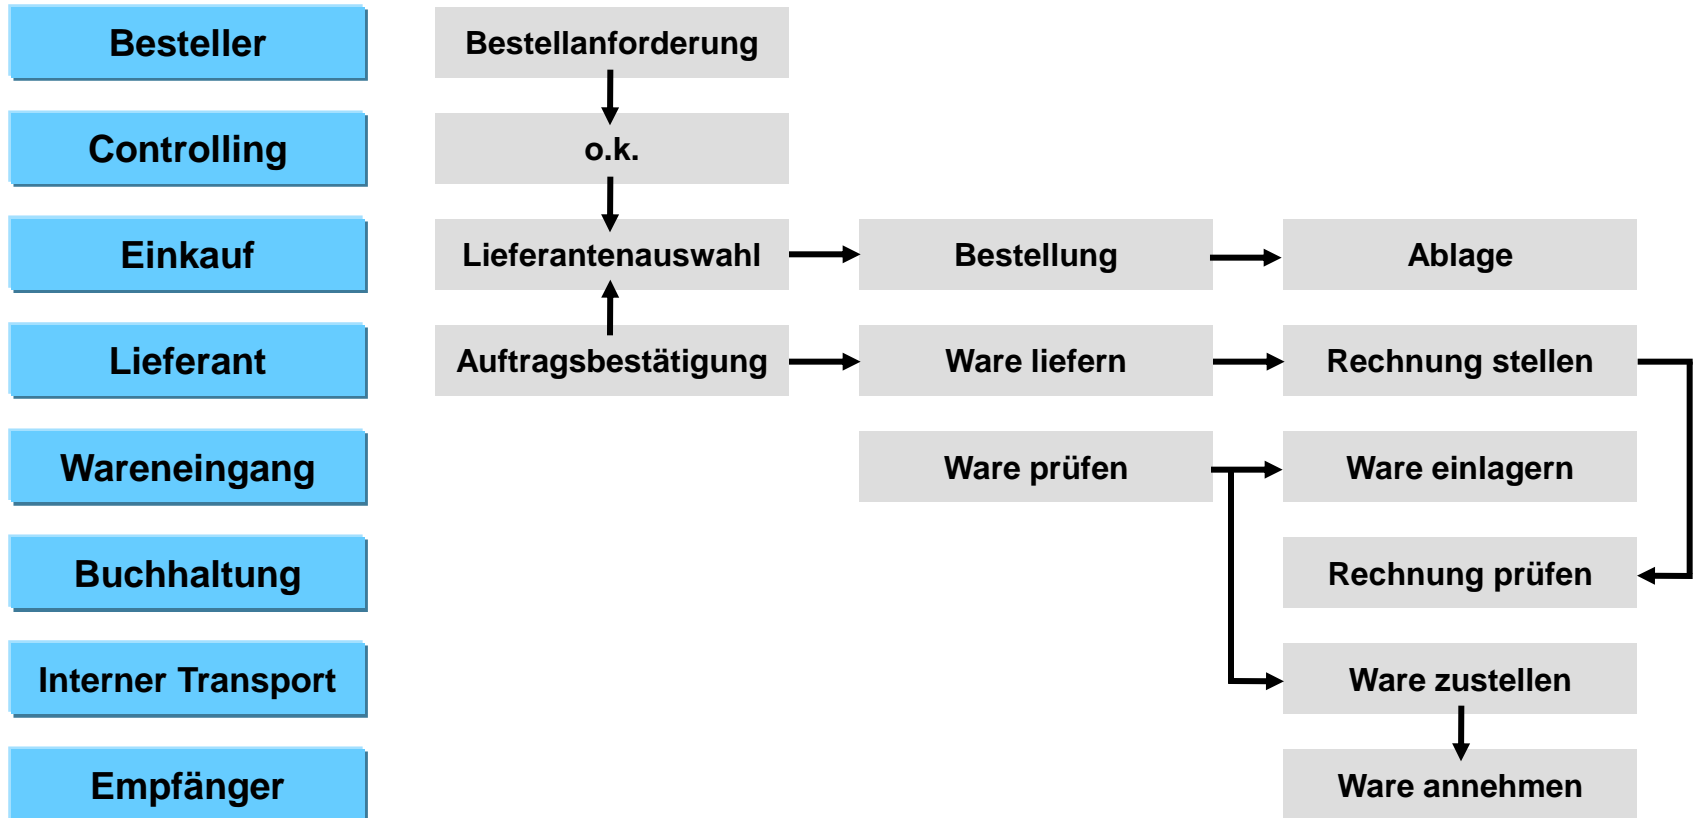 Besteller
Bestellanforderung
Controlling
o.k.
Einkauf
Lieferantenauswahl
Bestellung
Ablage
Lieferant
Auftragsbestätigung
Ware liefern
Rechnung stellen
Wareneingang
Ware prüfen
Ware einlagern
Buchhaltung
Rechnung prüfen
Interner Transport
Ware zustellen
Empfänger
Ware annehmen